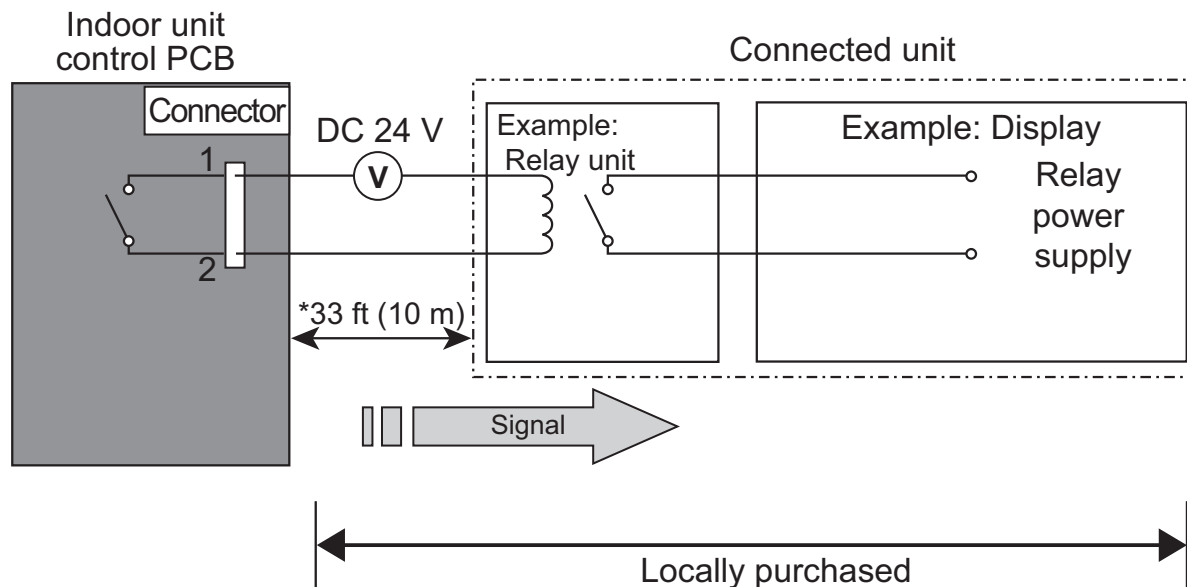 Indoor unit
control PCB
Connector
1
2
DC 24 V
V
*33 ft (10 m)
Connected unit
Example:
Relay unit
Example: Display
Relay
power
supply
Signal
Locally purchased